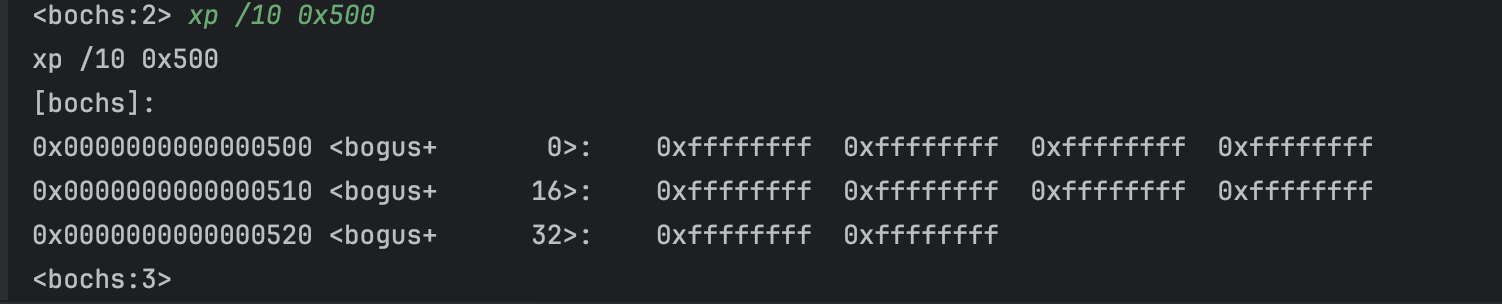 <bochs:2> xp /10 0x500
xp /10 0x500
[bochs]:
0x0000000000000500 <bogus+       0>:    0xffffffff  0xffffffff  0xffffffff  0xffffffff
0x0000000000000510 <bogus+      16>:    0xffffffff  0xffffffff  0xffffffff  0xffffffff
0x0000000000000520 <bogus+      32>:    0xffffffff  0xffffffff
<bochs:3>